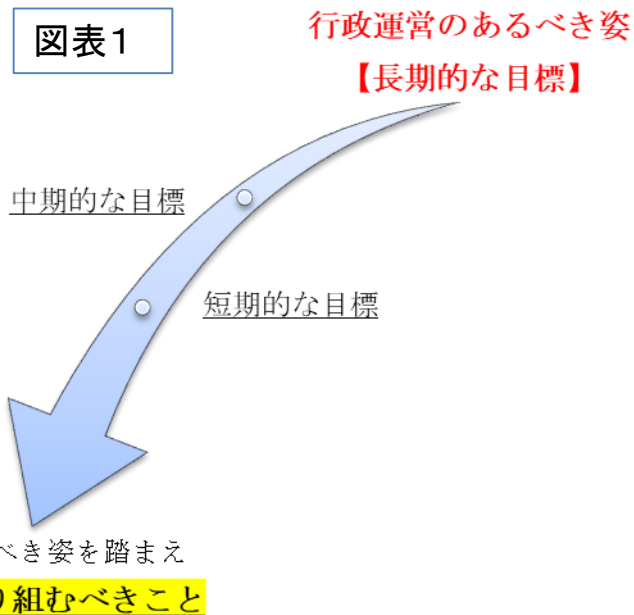 図表1
行政運営のあるべき姿
【長期的な目標】
中期的な目標
短期的な目標
べき姿を踏まえ
り組むべきこと